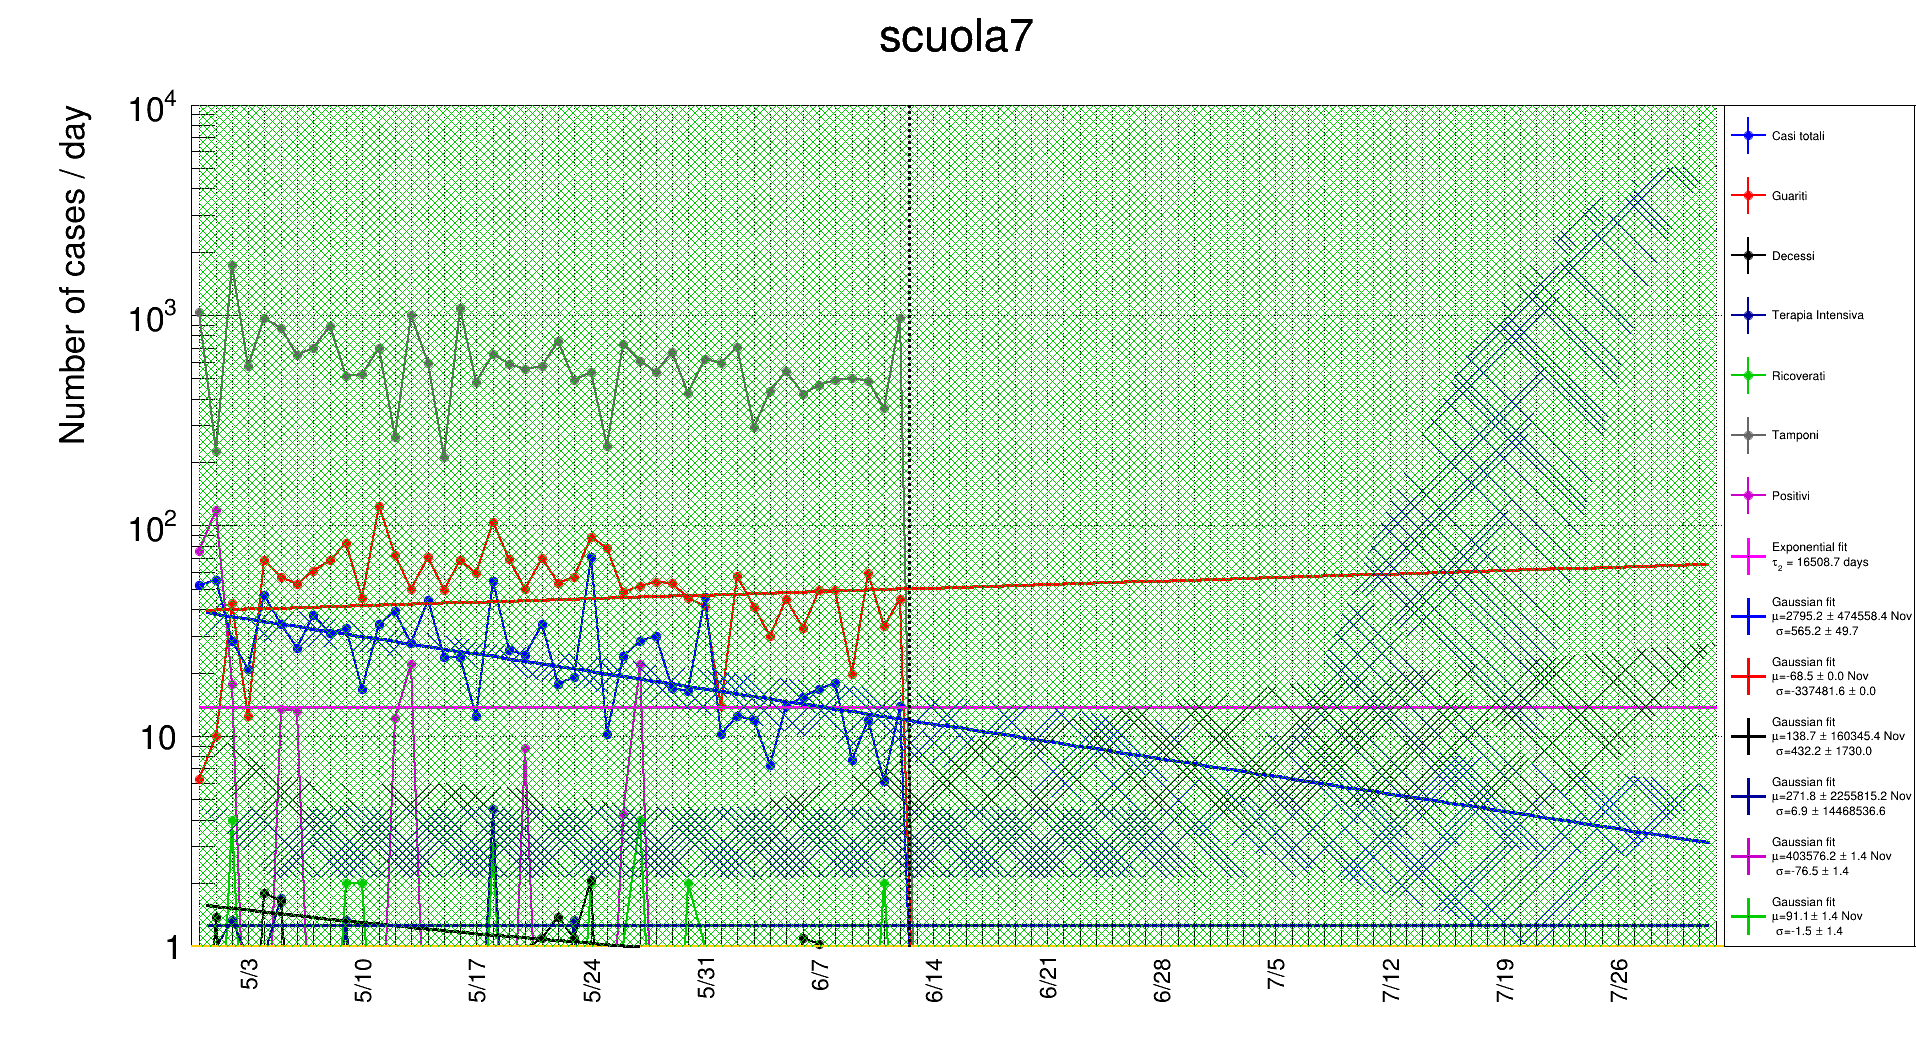 scuola7
Number of cases / day
10⁴
10³
10²
10
1
5/3
5/10
5/17
5/24
5/31
6/7
6/14
6/21
6/28
7/5
7/12
7/19
7/26
Casi totali
Guariti
Decessi
Terapia Intensiva
Ricoverati
Tamponi
Positivi
Exponential fit
τ₂ = 16508.7 days
Gaussian fit
μ=2795.2 ± 474558.4 Nov
σ=565.2 ± 49.7
Gaussian fit
μ=-68.5 ± 0.0 Nov
σ=-337481.6 ± 0.0
Gaussian fit
μ=138.7 ± 160345.4 Nov
σ=432.2 ± 1730.0
Gaussian fit
μ=271.8 ± 2255815.2 Nov
σ=6.9 ± 14468536.6
Gaussian fit
μ=403576.2 ± 1.4 Nov
σ=-76.5 ± 1.4
Gaussian fit
μ=91.1 ± 1.4 Nov
σ=-1.5 ± 1.4